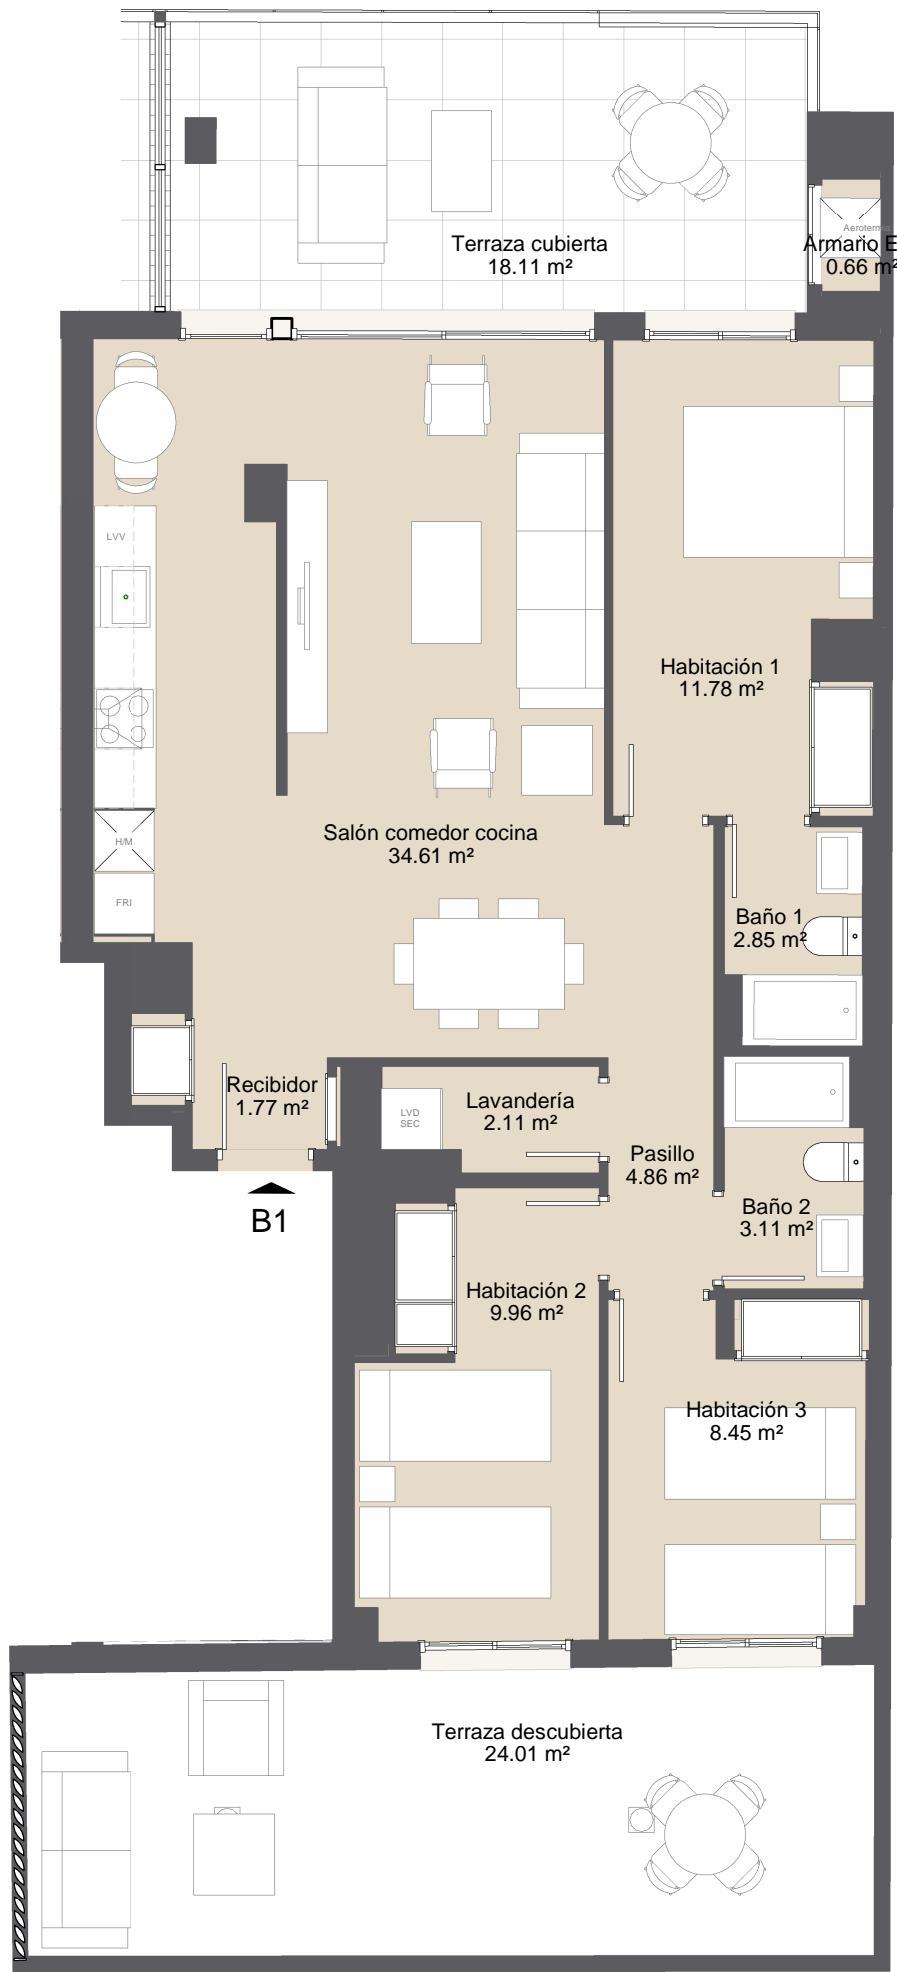 Terraza cubierta
18.11 m²
Aeroterm
Armario E
0.66 m²
LVV
Habitación 1
11.78 m²
Salón comedor cocina
34.61 m²
H/M
FRI
Baño 1
2.85 m²
Recibidor
1.77 m²
LVD
SEC
Lavandería
2.11 m²
Pasillo
4.86 m²
B1
Baño 2
3.11 m²
Habitación 2
9.96 m²
Habitación 3
8.45 m²
Terraza descubierta
24.01 m²